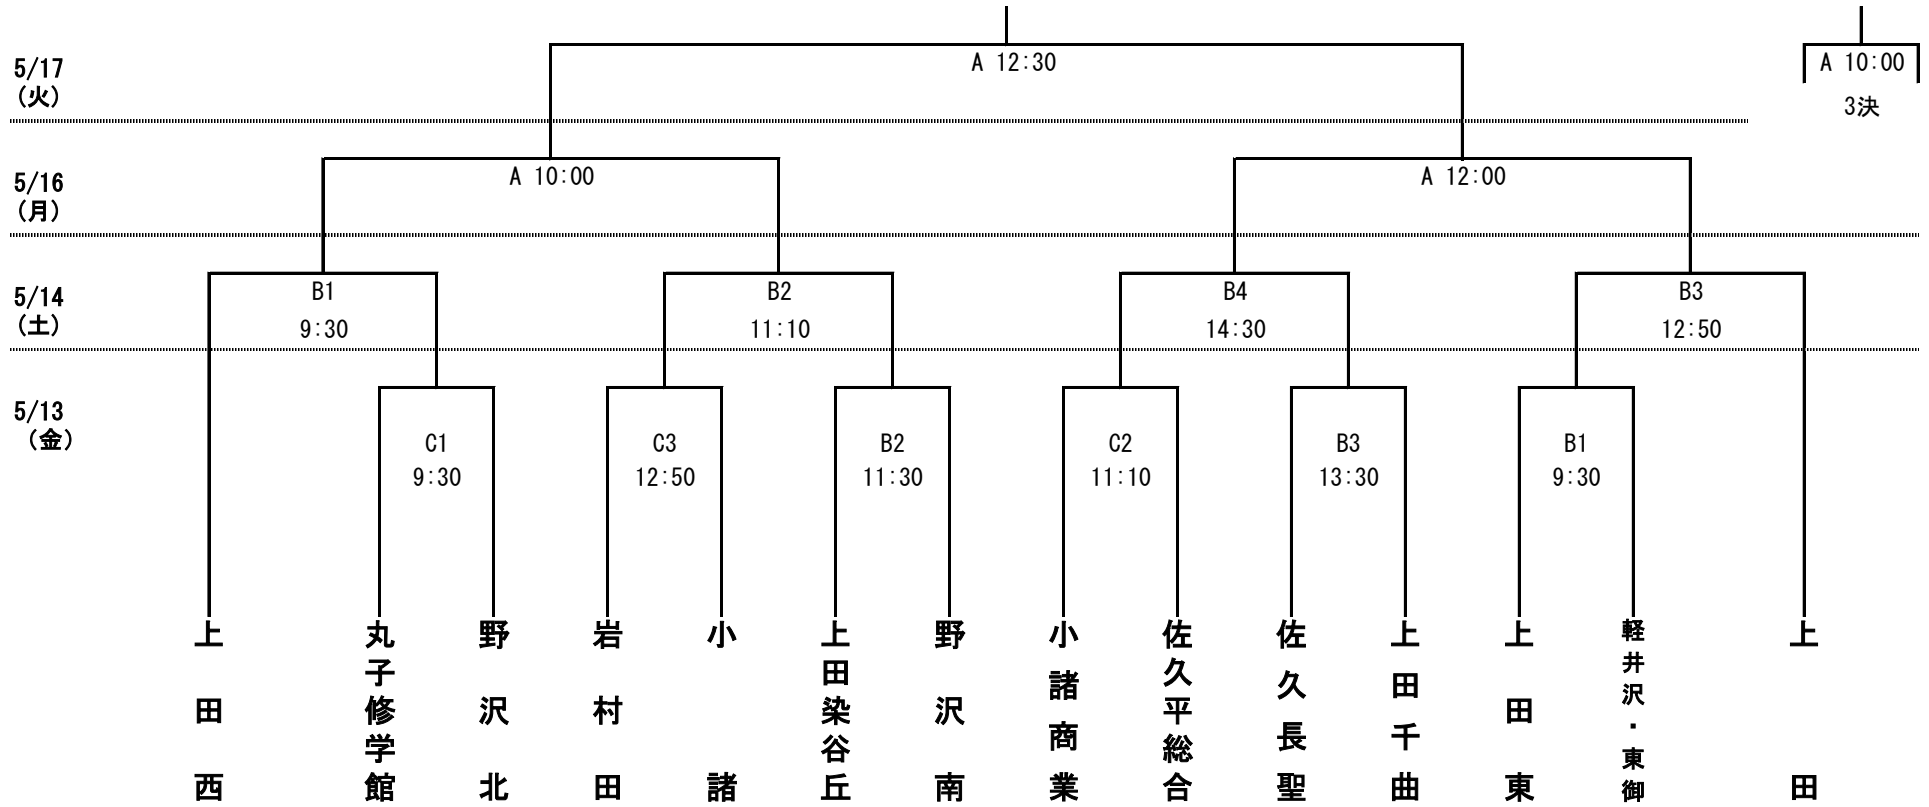 A 12:30
5/17
(火)
A 10:00
3決
5/16
(月)
A 10:00
A 12:00
5/14
(土)
B1
9:30
B2
11:10
B4
14:30
B3
12:50
5/13
(金)
C1
9:30
C3
12:50
B2
11:30
C2
11:10
B3
13:30
B1
9:30
上田西
丸子修学館
野沢北
岩村田
小諸
上田染谷丘
野沢南
小諸商業
佐久平総合
佐久長聖
上田千曲
上田東
軽井沢・東御
上田